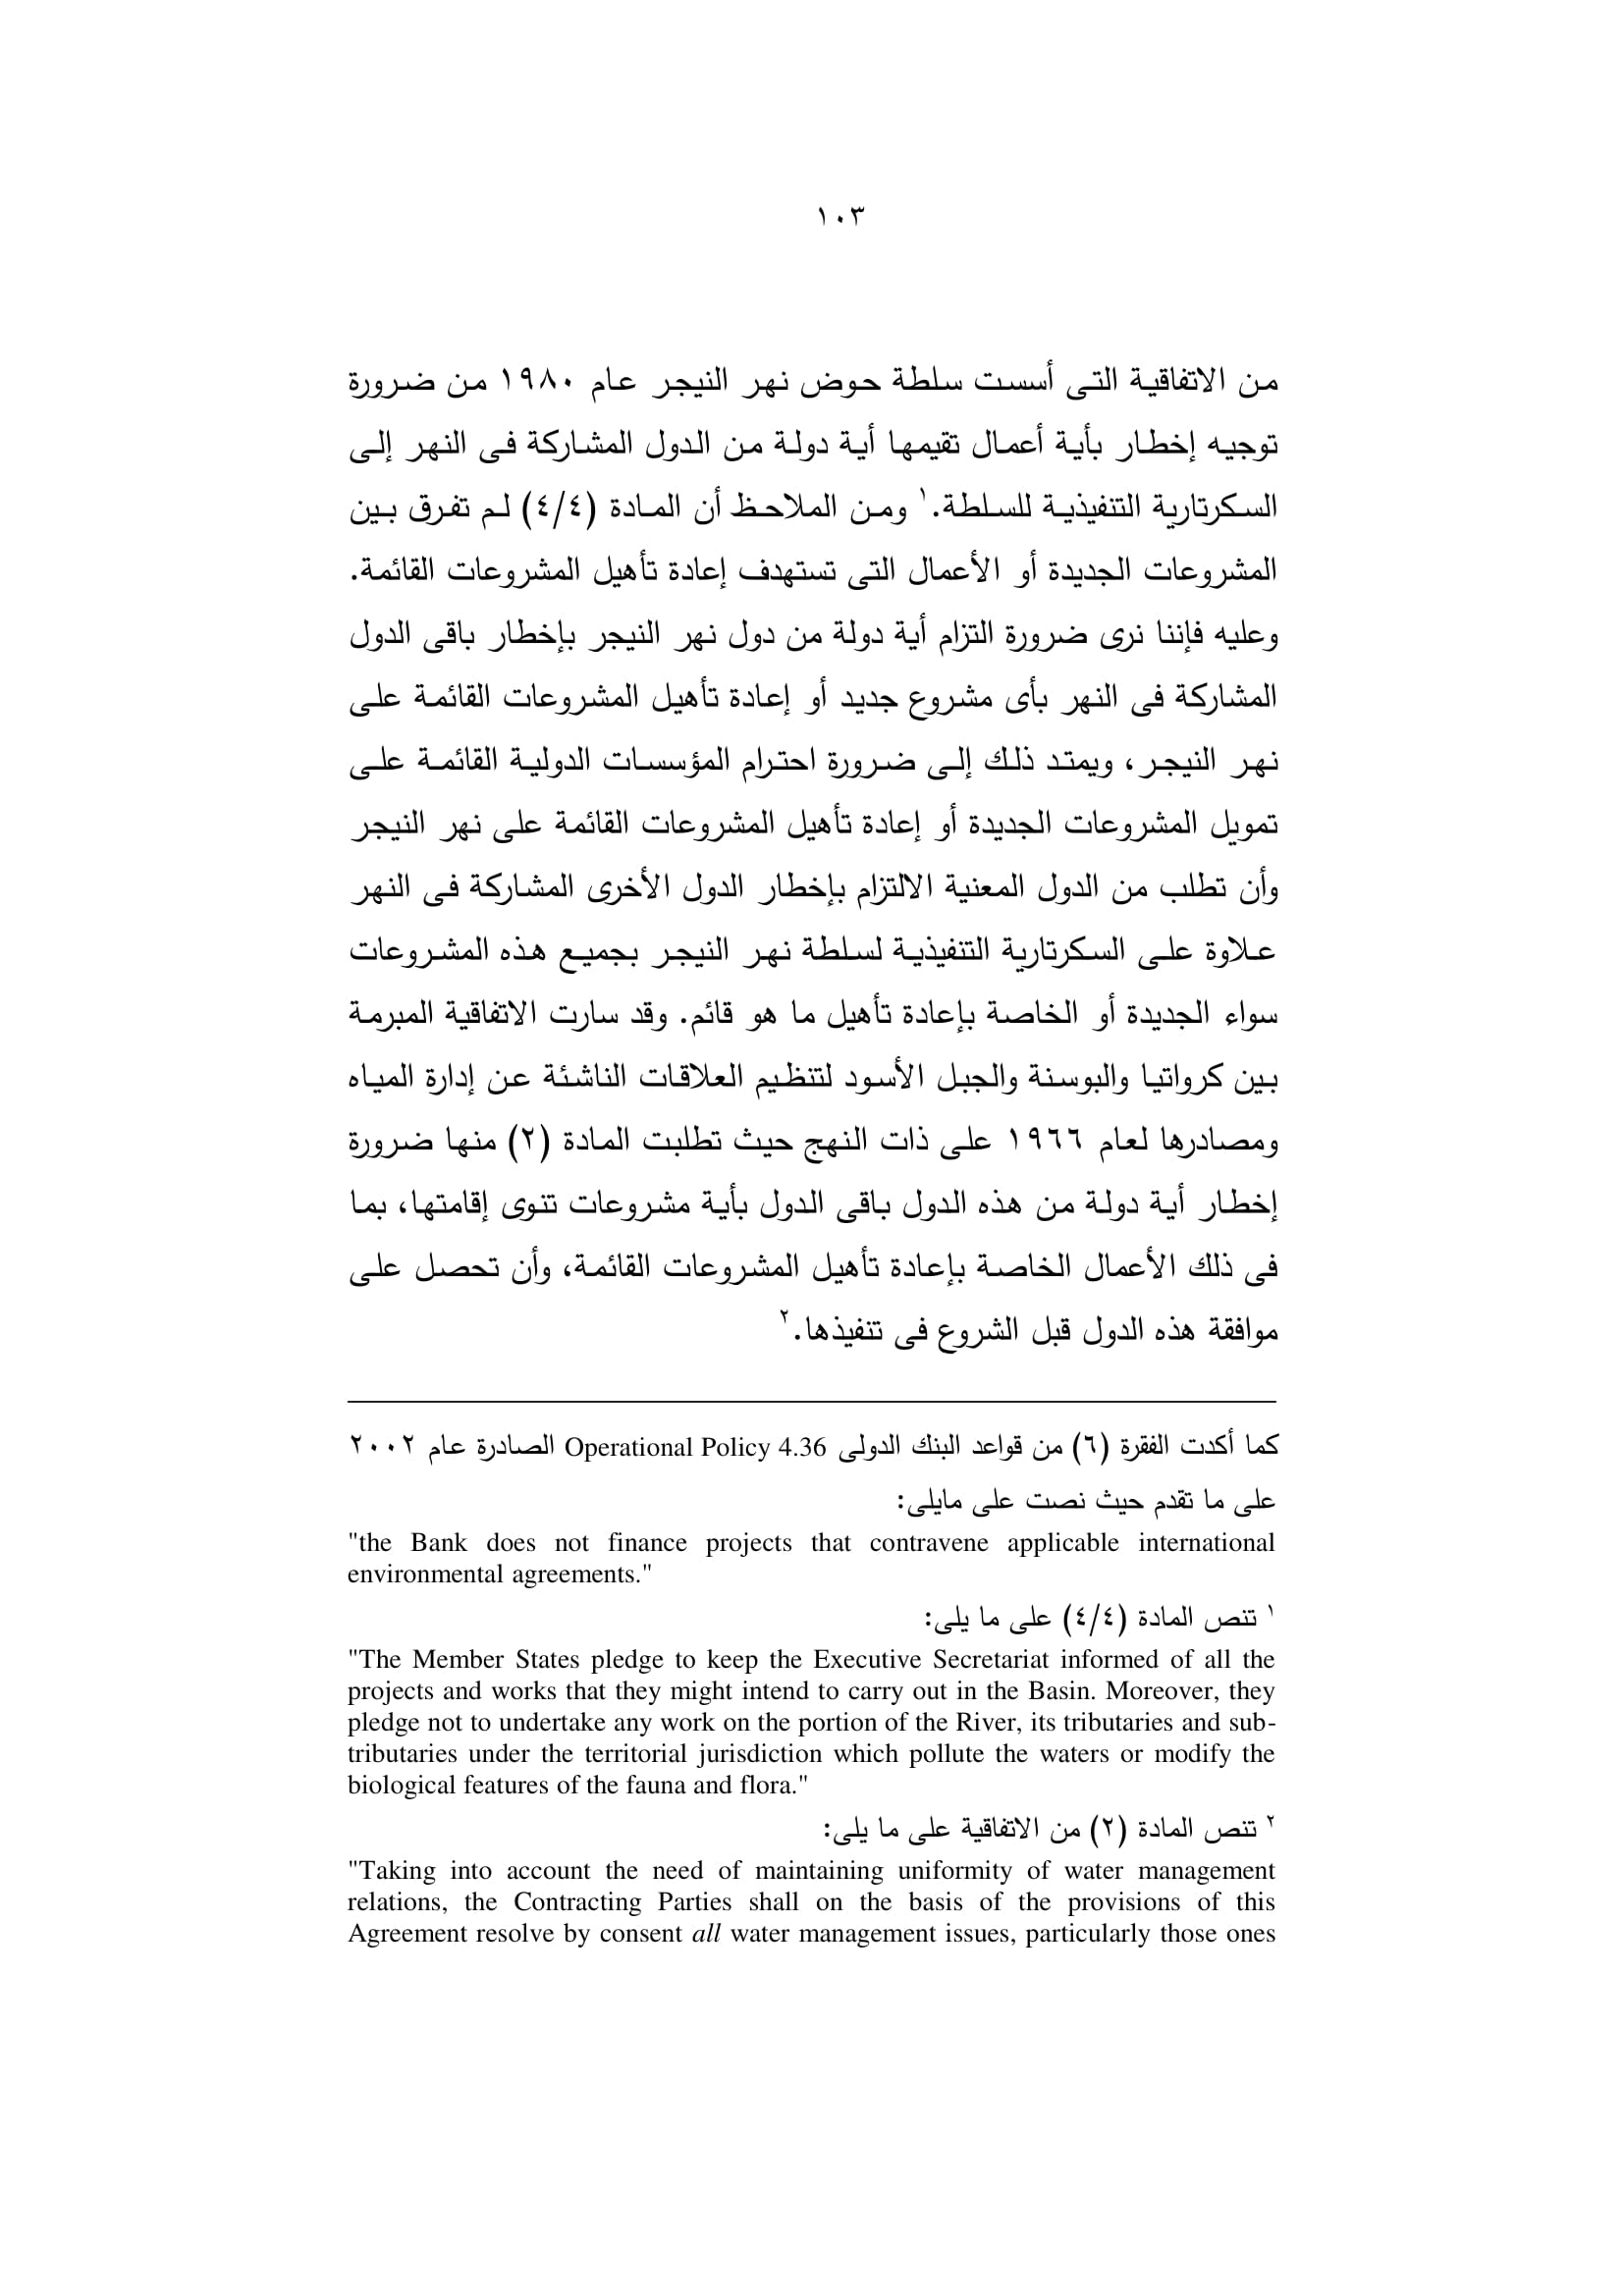 ١٠٣
من الاتفاقية التى أسست سلطة حوض نهر النيجر عام ١٩٨٠ من ضرورة
توجيه إخطار بأية أعمال تقيمها أية دولة من الدول المشاركة فى النهر إلى
السكرتارية التنفيذية للسلطة.١ ومن الملاحظ أن المادة (٤/٤) لم تفرق بين
المشروعات الجديدة أو الأعمال التى تستهدف إعادة تأهيل المشروعات القائمة.
وعليه فإننا نرى ضرورة التزام أية دولة من دول نهر النيجر بإخطار باقى الدول
المشاركة فى النهر بأى مشروع جديد أو إعادة تأهيل المشروعات القائمة على
نهر النيجر، ويمتد ذلك إلى ضرورة احترام المؤسسات الدولية القائمة على
تمويل المشروعات الجديدة أو إعادة تأهيل المشروعات القائمة على نهر النيجر
وأن تطلب من الدول المعنية الالتزام بإخطار الدول الأخرى المشاركة فى النهر
علاوة على السكرتارية التنفيذية لسلطة نهر النيجر بجميع هذه المشروعات
سواء الجديدة أو الخاصة بإعادة تأهيل ما هو قائم. وقد سارت الاتفاقية المبرمة
بين كرواتيا والبوسنة والجبل الأسود لتنظيم العلاقات الناشئة عن إدارة المياه
ومصادرها لعام ١٩٦٦ على ذات النهج حيث تطلبت المادة (٢) منها ضرورة
إخطار أية دولة من هذه الدول باقى الدول بأية مشروعات تنوى إقامتها، بما
فى ذلك الأعمال الخاصة بإعادة تأهيل المشروعات القائمة، وأن تحصل على
موافقة هذه الدول قبل الشروع فى تنفيذها.٢
كما أكدت الفقرة (٦) من قواعد البنك الدولى Operational Policy 4.36 الصادرة عام ٢٠٠٢
على ما تقدم حيث نصت على مايلى:
"the Bank does not finance projects that contravene applicable international
environmental agreements."
١ تنص المادة (٤/٤) على ما يلى:
"The Member States pledge to keep the Executive Secretariat informed of all the
projects and works that they might intend to carry out in the Basin. Moreover, they
pledge not to undertake any work on the portion of the River, its tributaries and sub-
tributaries under the territorial jurisdiction which pollute the waters or modify the
biological features of the fauna and flora."
٢ تنص المادة (٢) من الاتفاقية على ما يلى:
"Taking into account the need of maintaining uniformity of water management
relations, the Contracting Parties shall on the basis of the provisions of this
Agreement resolve by consent all water management issues, particularly those ones